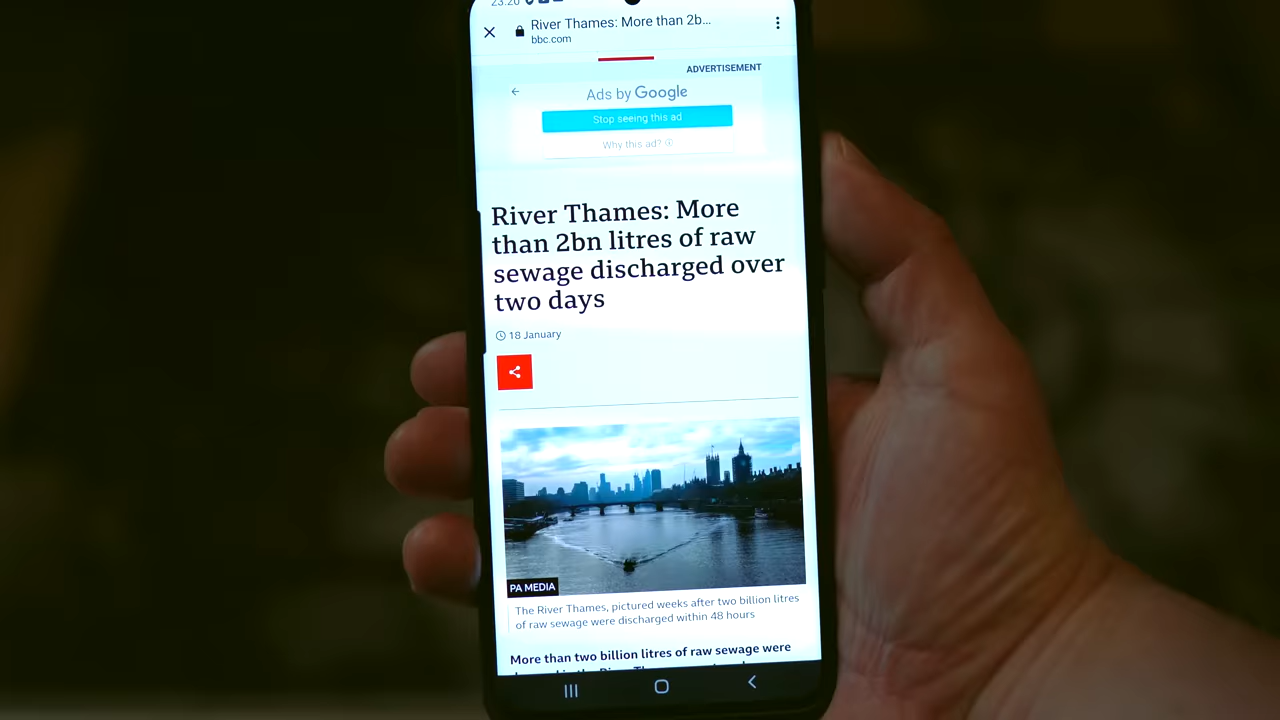 23:20
River Thames: More than 2b...
bbc.com
ADVERTISEMENT
Ads by Google
Stop seeing this ad
Why this ad?
River Thames: More
than 2bn litres of raw
sewage discharged over
two days
18 January
PA MEDIA
The River Thames, pictured weeks after two billion litres
of raw sewage were discharged within 48 hours
More than two billion litres of raw sewage were